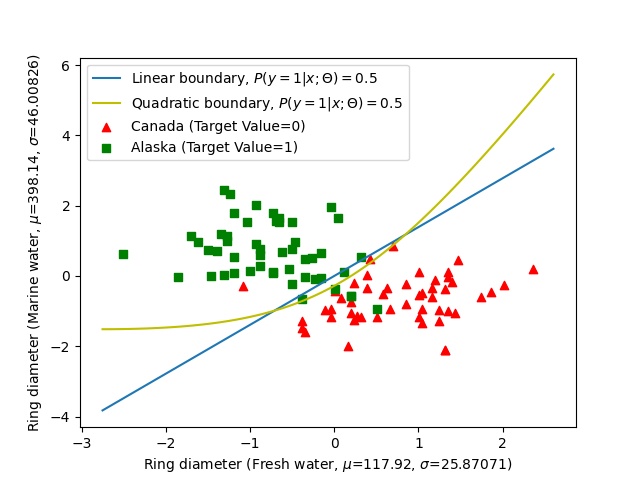 Linear boundary, P(y = 1|x; Θ) = 0.5
Quadratic boundary, P(y = 1|x; Θ) = 0.5
Canada (Target Value=0)
Alaska (Target Value=1)
6
4
2
0
−2
−4
−3
−2
−1
0
1
2
Ring diameter (Marine water, μ=398.14, σ=46.00826)
Ring diameter (Fresh water, μ=117.92, σ=25.87071)